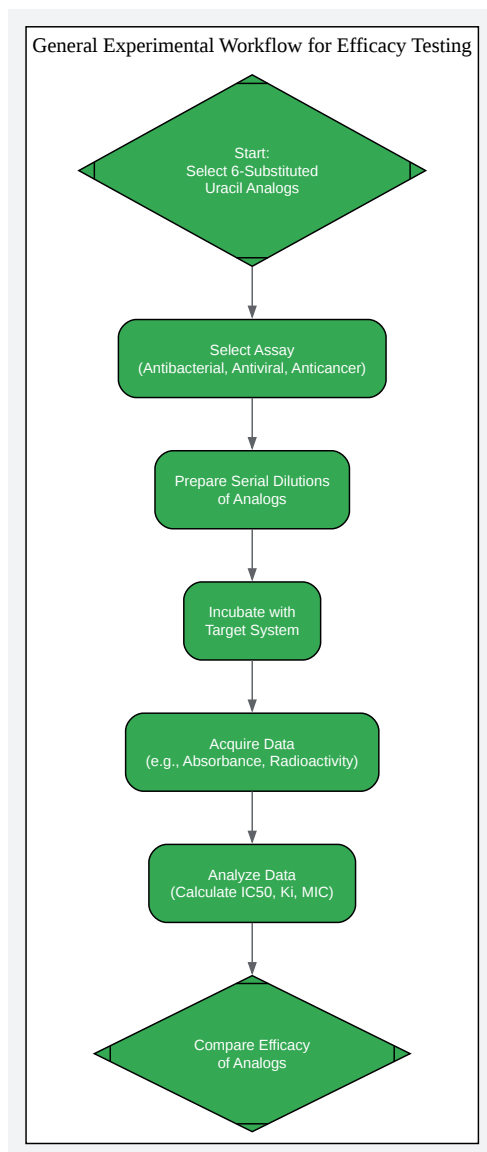 General Experimental Workflow for Efficacy Testing
Start:
Select 6-Substituted
Uracil Analogs
Select Assay
(Antibacterial, Antiviral, Anticancer)
Prepare Serial Dilutions
of Analogs
Incubate with
Target System
Acquire Data
(e.g., Absorbance, Radioactivity)
Analyze Data
(Calculate IC50, Ki, MIC)
Compare Efficacy
of Analogs